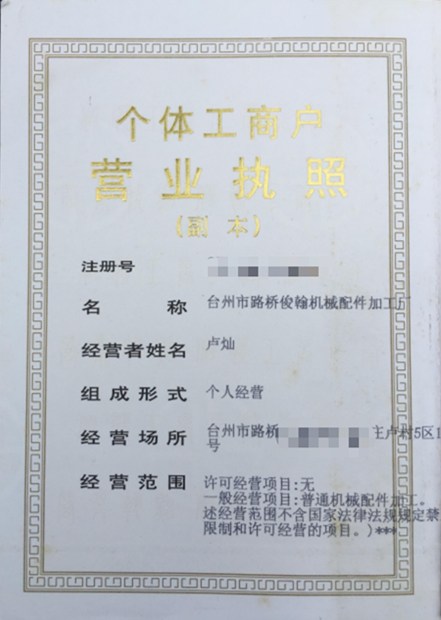 个体工商户
营业执照
(副本)
注册号
名称 台州市路桥俊翰机械配件加工厂
经营者姓名 卢灿
组成形式 个人经营
经营场所 台州市路桥 卢村5区1
号
经营范围 许可经营项目:无
一般经营项目:普通机械配件加工。
述经营范围不含国家法律法规规定禁
限制和许可经营的项目。)***